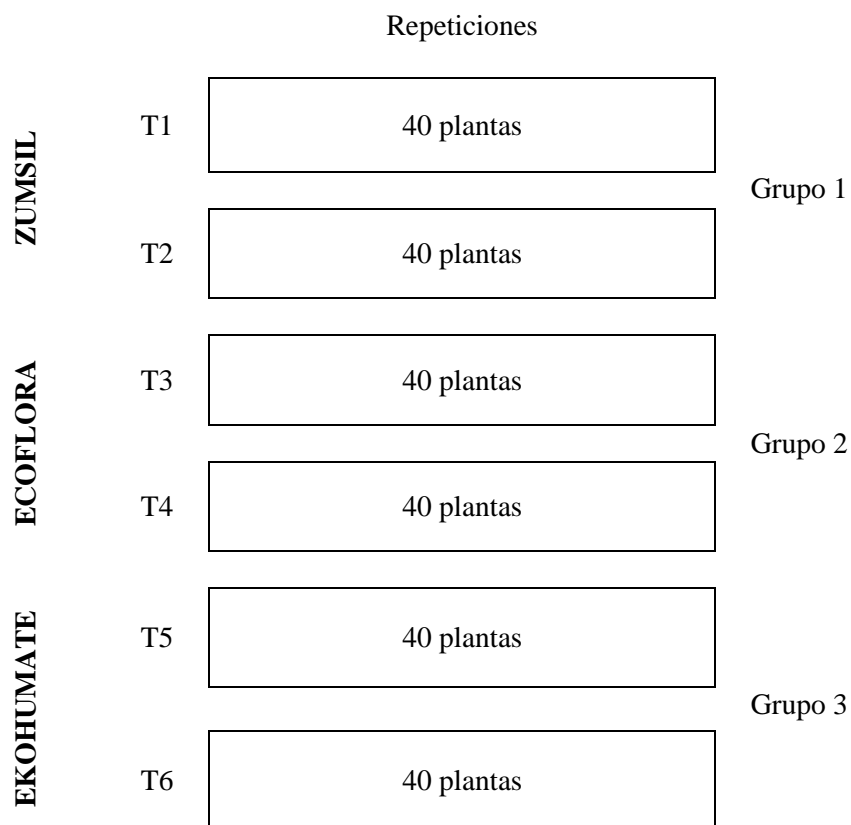 Repeticiones
ZUMSIL
T1
40 plantas
Grupo 1
T2
40 plantas
ECOFLORA
T3
40 plantas
Grupo 2
T4
40 plantas
EKOHUMATE
T5
40 plantas
Grupo 3
T6
40 plantas